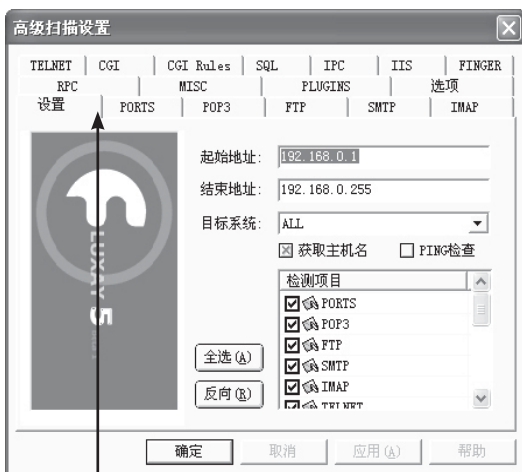 高级扫描设置
TELNET CGI CGI Rules SQL IPC IIS FINGER
RPC MISC PLUGINS 选项
设置 PORTS POP3 FTP SMTP IMAP
起始地址: 192.168.0.1
结束地址: 192.168.0.255
目标系统: ALL
获取主机名 PING检查
检测项目
PORTS
POP3
FTP
SMTP
IMAP
TELNET
全选(A)
反向(R)
FLUXAY 5
确定 取消 应用(A) 帮助